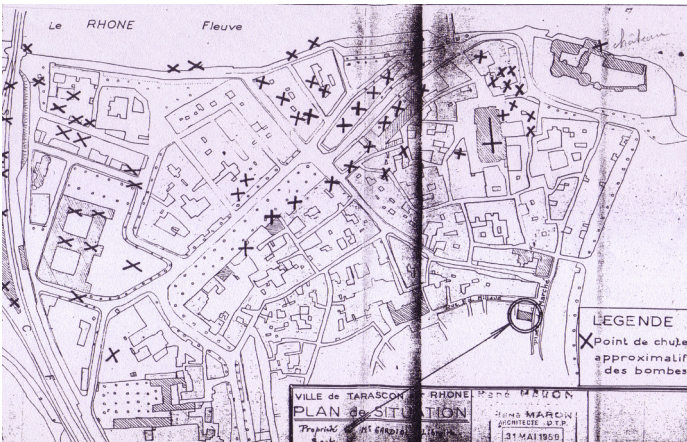 Le RHONE Fleuve
château
LEGENDE
X Point de chute
approximatif
des bombes
VILLE de TARASCON RHONE
PLAN de SITUATION
Propriété
René MARON
René MARON
ARCHITECTE D.T.P.
31 MAI 1959